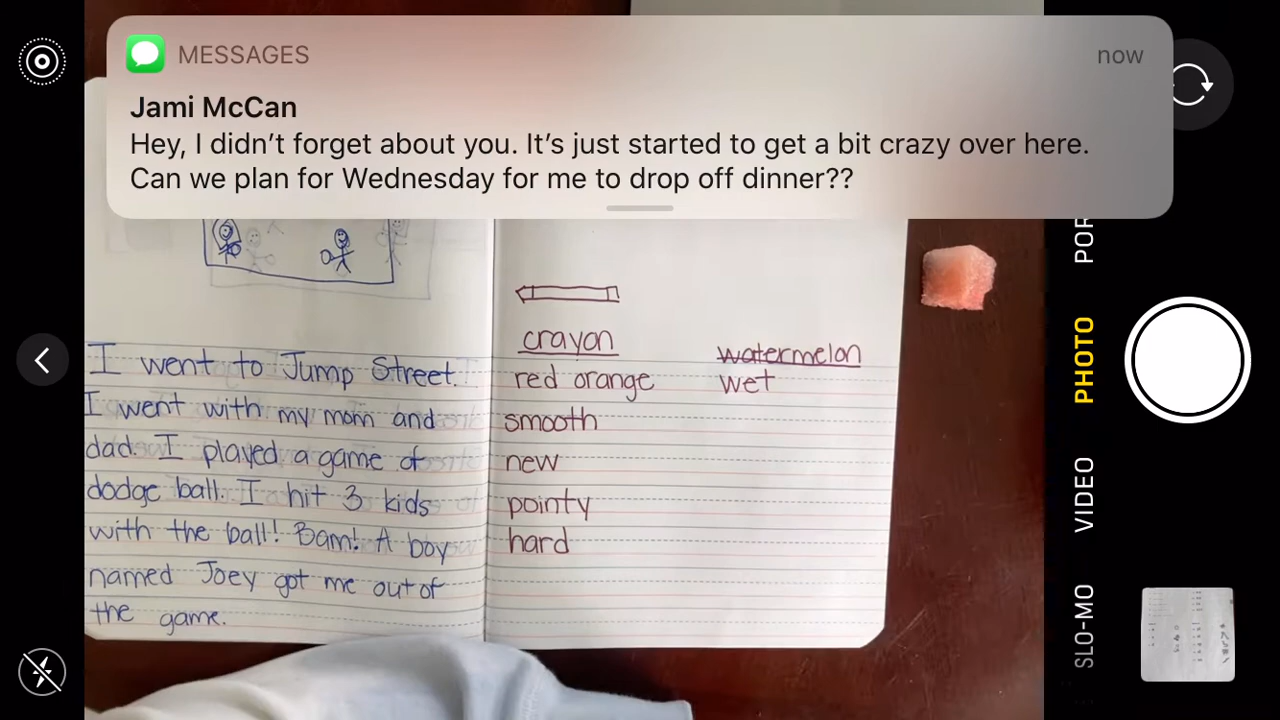 MESSAGES
now
Jami McCan
Hey, I didn't forget about you. It's just started to get a bit crazy over here.
Can we plan for Wednesday for me to drop off dinner??
I went to Jump Street.
I went with my mom and
dad. I played a game of
dodge ball. I hit 3 kids
with the ball! Bam! A boy
named Joey got me out of
the game.
crayon
red orange
smooth
new
pointy
hard
watermelon
wet
POR
PHOTO
VIDEO
SLO-MO